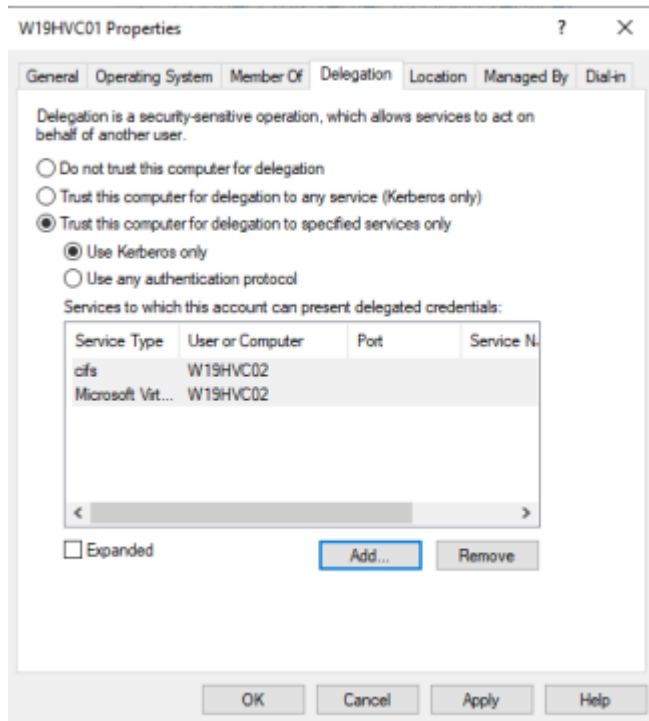 W19HVC01 Properties
? ×
General Operating System Member Of Delegation Location Managed By Dial-in
Delegation is a security-sensitive operation, which allows services to act on
behalf of another user.
Do not trust this computer for delegation
Trust this computer for delegation to any service (Kerberos only)
Trust this computer for delegation to specified services only
Use Kerberos only
Use any authentication protocol
Services to which this account can present delegated credentials:
Service Type User or Computer Port Service N
cifs W19HVC02
Microsoft Virt... W19HVC02
Expanded
Add... Remove
OK Cancel Apply Help